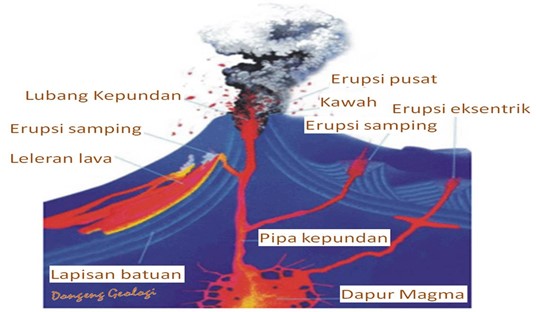 Erupsi pusat
Lubang Kepundan
Kawah
Erupsi eksentrik
Erupsi samping
Erupsi samping
Leleran lava
Pipa kepundan
Lapisan batuan
Dongeng Geologi
Dapur Magma